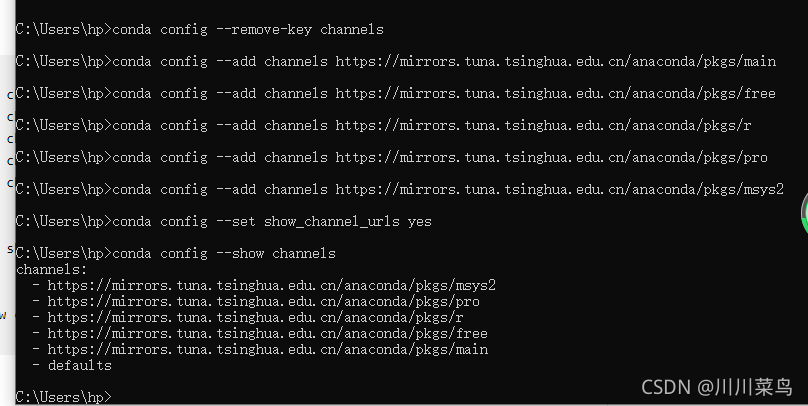 C:\Users\hp>conda config --remove-key channels
C:\Users\hp>conda config --add channels https://mirrors.tuna.tsinghua.edu.cn/anaconda/pkgs/main
C:\Users\hp>conda config --add channels https://mirrors.tuna.tsinghua.edu.cn/anaconda/pkgs/free
C:\Users\hp>conda config --add channels https://mirrors.tuna.tsinghua.edu.cn/anaconda/pkgs/r
C:\Users\hp>conda config --add channels https://mirrors.tuna.tsinghua.edu.cn/anaconda/pkgs/pro
C:\Users\hp>conda config --add channels https://mirrors.tuna.tsinghua.edu.cn/anaconda/pkgs/msys2
C:\Users\hp>conda config --set show_channel_urls yes
C:\Users\hp>conda config --show channels
channels:
- https://mirrors.tuna.tsinghua.edu.cn/anaconda/pkgs/msys2
- https://mirrors.tuna.tsinghua.edu.cn/anaconda/pkgs/pro
- https://mirrors.tuna.tsinghua.edu.cn/anaconda/pkgs/r
- https://mirrors.tuna.tsinghua.edu.cn/anaconda/pkgs/free
- https://mirrors.tuna.tsinghua.edu.cn/anaconda/pkgs/main
- defaults
C:\Users\hp>
CSDN @川川菜鸟